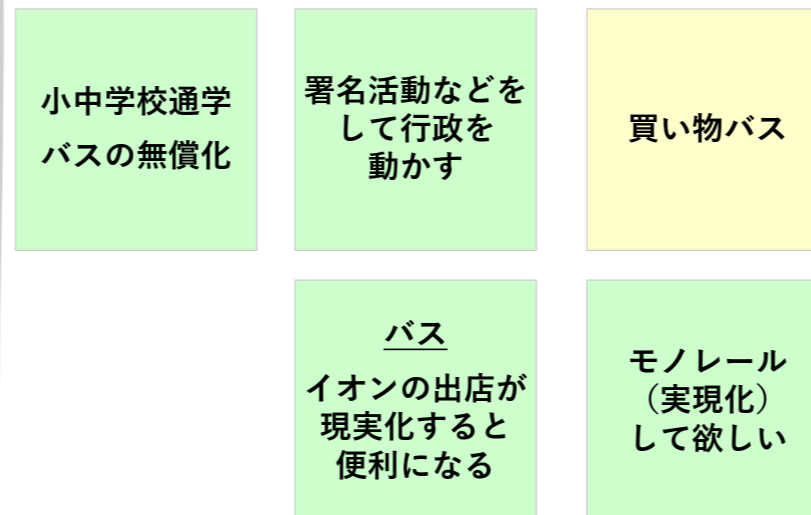 小中学校通学
バスの無償化
署名活動などを
して行政を
動かす
買い物バス
バス
イオンの出店が
現実化すると
便利になる
モノレール
（実現化）
して欲しい